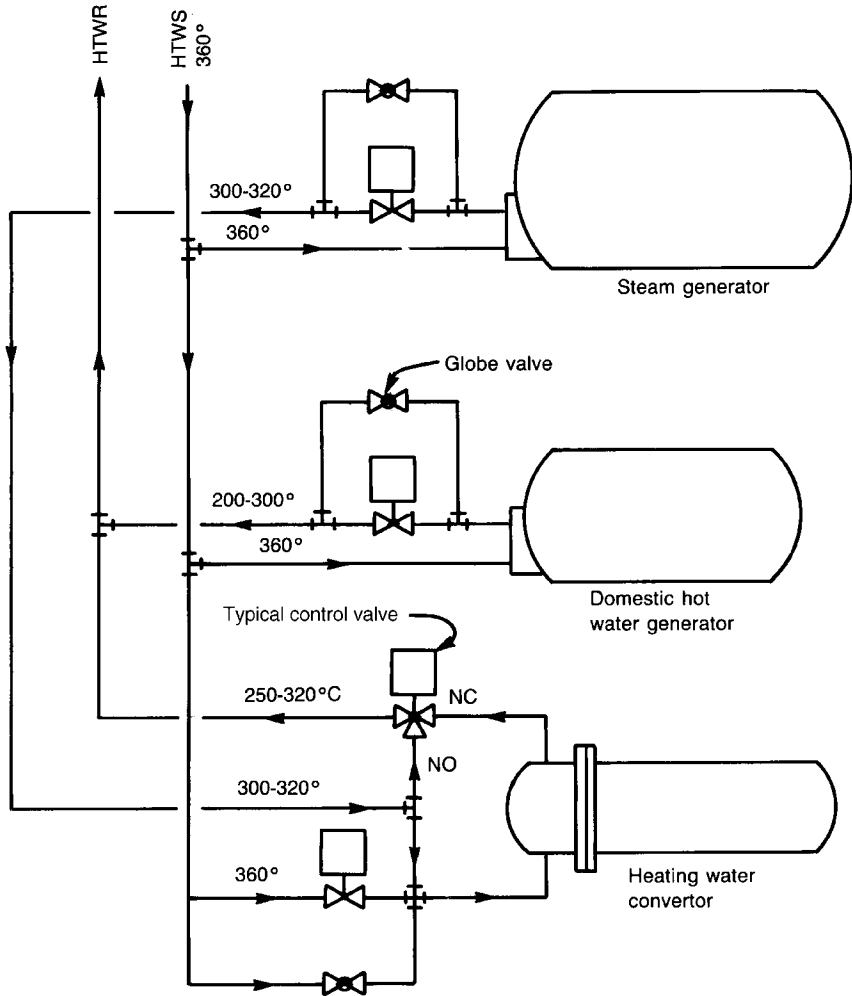 HTWR
HTWS
360°
300-320°
360°
Steam generator
Globe valve
200-300°
360°
Domestic hot
water generator
Typical control valve
250-320°C
NC
NO
300-320°
360°
Heating water
convertor